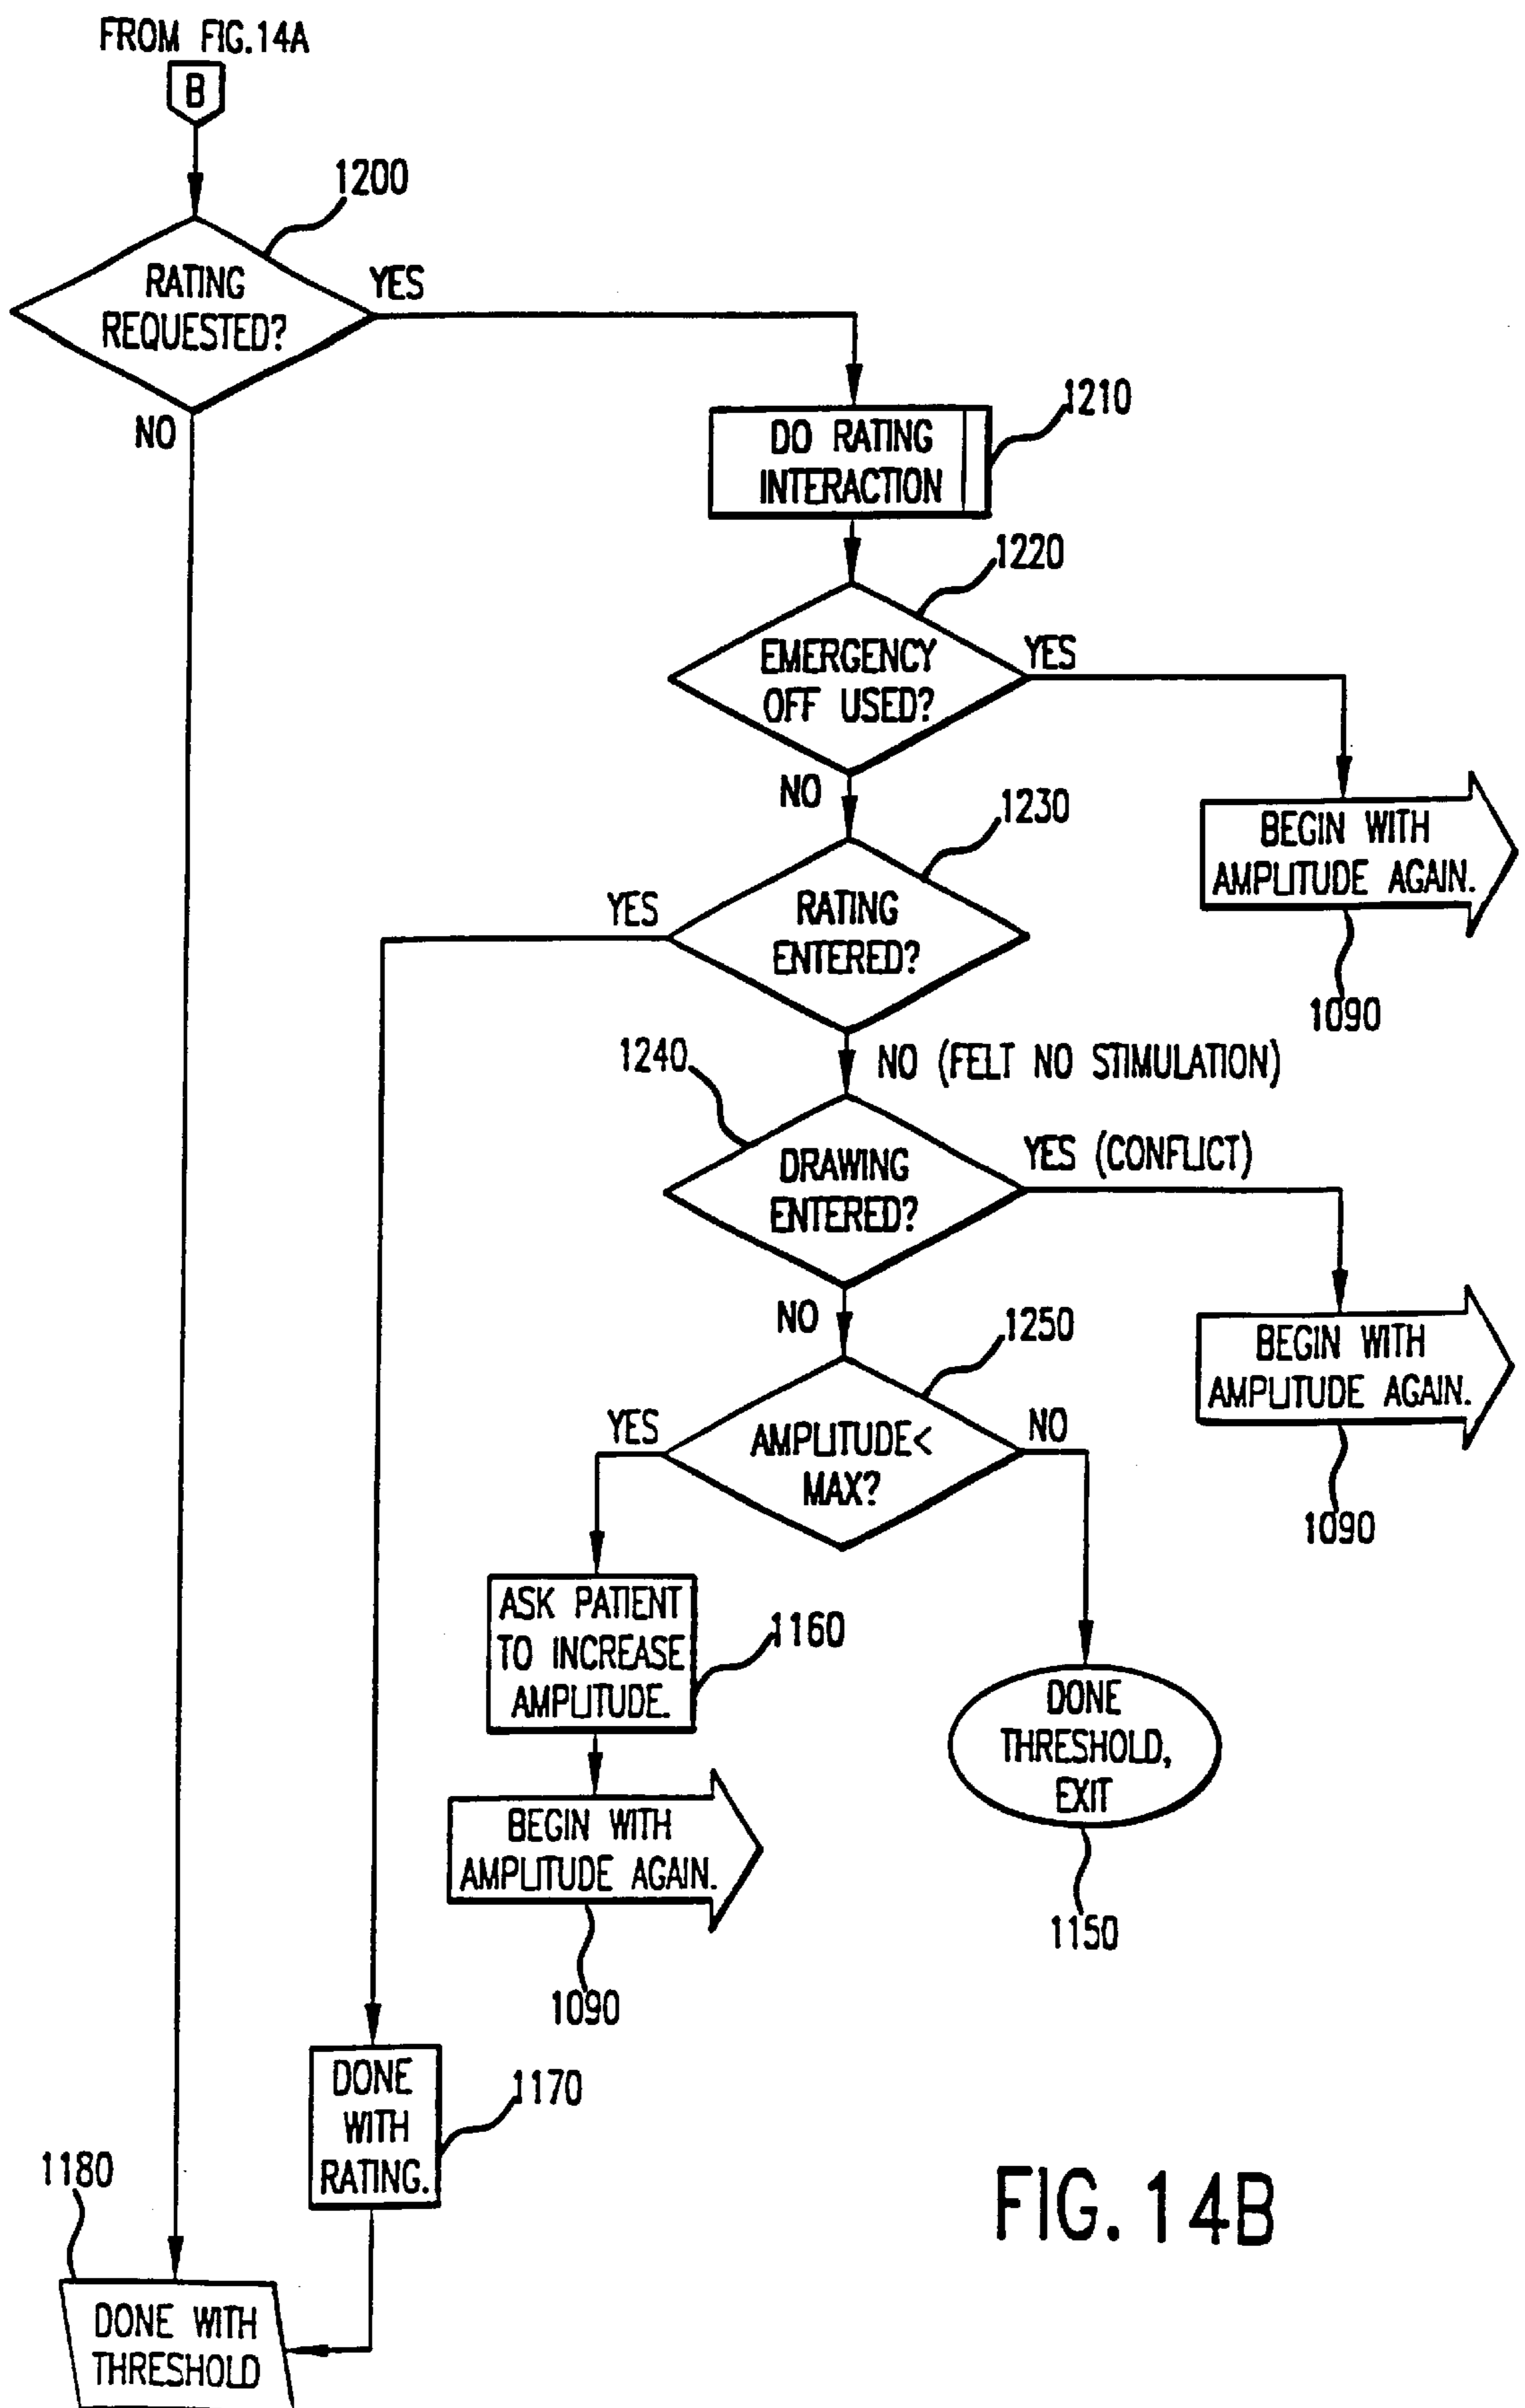 FROM FIG.14A
B
1200
RATING
REQUESTED?
YES
NO
1210
DO RATING
INTERACTION
1220
EMERGENCY
OFF USED?
YES
NO
BEGIN WITH
AMPLITUDE AGAIN.
1090
1230
RATING
ENTERED?
YES
NO (FELT NO STIMULATION)
1240
DRAWING
ENTERED?
YES (CONFLICT)
NO
BEGIN WITH
AMPLITUDE AGAIN.
1090
1250
AMPLITUDE<
MAX?
YES
NO
ASK PATIENT
TO INCREASE
AMPLITUDE.
1160
BEGIN WITH
AMPLITUDE AGAIN.
1090
DONE
THRESHOLD,
EXIT
1150
DONE
WITH
RATING.
1170
1180
DONE WITH
THRESHOLD
FIG. 14B